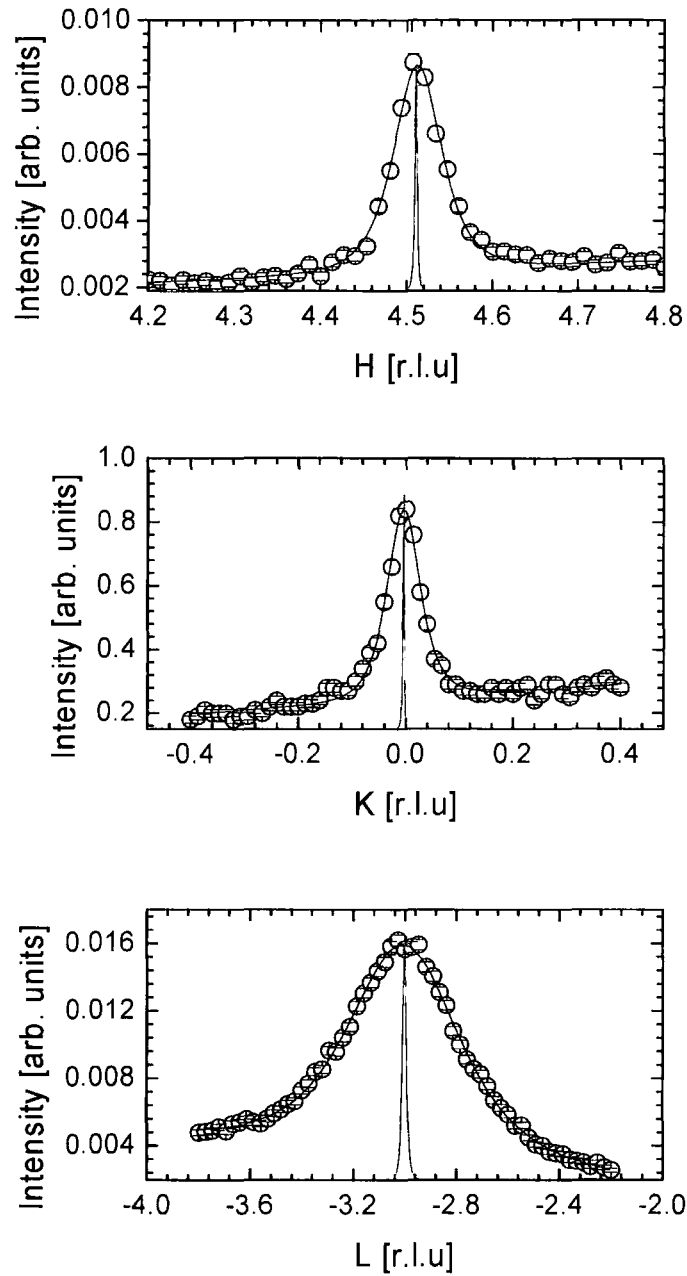 0.010
0.008
0.006
0.004
0.002
Intensity [arb. units]
4.2 4.3 4.4 4.5 4.6 4.7 4.8
H [r.l.u]
1.0
0.8
0.6
0.4
0.2
Intensity [arb. units]
-0.4 -0.2 0.0 0.2 0.4
K [r.l.u]
0.016
0.012
0.008
0.004
Intensity [arb. units]
-4.0 -3.6 -3.2 -2.8 -2.4 -2.0
L [r.l.u]